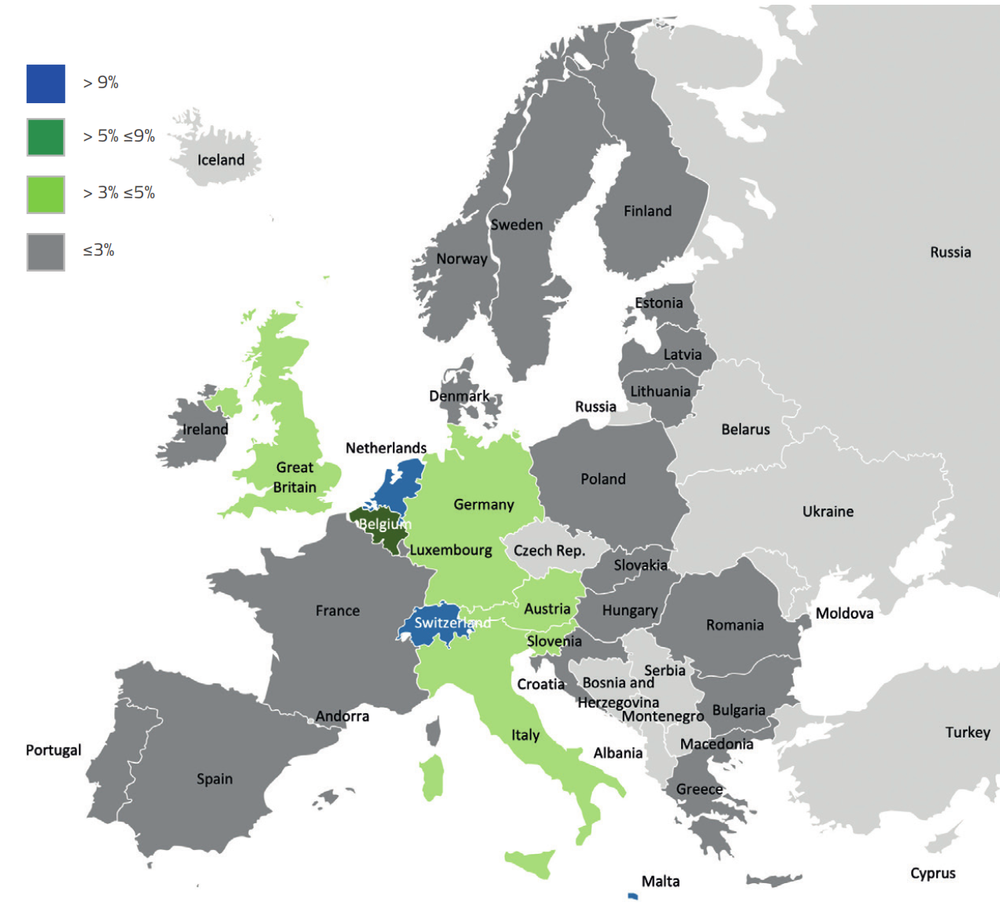 > 9%
> 5% ≤9%
> 3% ≤5%
≤3%
Iceland
Russia
Finland
Sweden
Norway
Estonia
Latvia
Lithuania
Denmark
Russia
Belarus
Ireland
Netherlands
Great
Britain
Poland
Germany
Ukraine
Belgium
Luxembourg
Czech Rep.
Slovakia
France
Austria
Hungary
Moldova
Switzerland
Romania
Slovenia
Serbia
Croatia
Bosnia and
Herzegovina
Bulgaria
Andorra
Montenegro
Turkey
Italy
Macedonia
Portugal
Albania
Spain
Greece
Cyprus
Malta